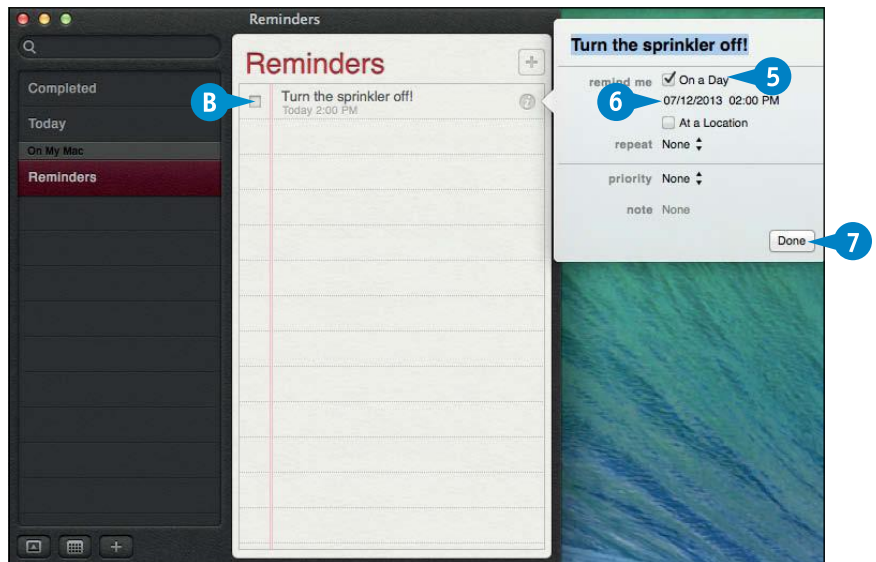 Reminders
Completed
Today
On My Mac
Reminders
Reminders
+
B
Turn the sprinkler off!
Today 2:00 PM
i
Turn the sprinkler off!
remind me On a Day 5
6 07/12/2013 02:00 PM
At a Location
repeat None
priority None
note None
Done 7
+